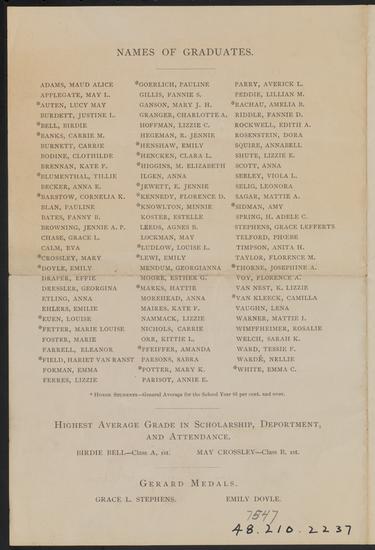 NAMES OF GRADUATES.
ADAMS, MAUD ALICE
APPLEGATE, MAY L.
*AUTEN, LUCY MAY
BURDETT, JUSTINE L.
*BELL, BIRDIE
*BANKS, CARRIE M.
BURNETT, CARRIE
BODINE, CLOTHILDE
BRENNAN, KATE F.
*BLUMENTHAL, TILLIE
BECKER, ANNA E.
*BARSTOW, CORNELIA K.
BLAN, PAULINE
BATES, FANNY B.
BROWNING, JENNIE A. P.
CHASE, GRACE L.
CALM, EVA
*CROSSLEY, MARY
*DOYLE, EMILY
DRAPER, EFFIE
DRESSLER, GEORGINA
ETLING, ANNA
EHLERS, EMILIE
*EUEN, LOUISE
*FETTER, MARIE LOUISE
FOSTER, MARIE
FARRELL, ELEANOR
*FIELD, HARIET VAN RANST
FORMAN, EMMA
FERRES, LIZZIE
*GOERLICH, PAULINE
GILLIS, FANNIE S.
GANSON, MARY J. H.
GRANGER, CHARLOTTE A.
HOFFMAN, LIZZIE C.
HEGEMAN, R. JENNIE
*HENSHAW, EMILY
*HENCKEN, CLARA L.
*HIGGINS, M. ELIZABETH
ILGEN, ANNA
*JEWETT, E. JENNIE
*KENNEDY, FLORENCE D.
*KNOWLTON, MINNIE
KOSTER, ESTELLE
LEEDS, AGNES B.
LOCKMAN, MAY
*LUDLOW, LOUISE L.
*LEWI, EMILY
MENDUM, GEORGIANNA
MOORE, ESTHER G.
*MARKS, HATTIE
MOREHEAD, ANNA
MAIRES, KATE F.
NAMMACK, LIZZIE
NICHOLS, CARRIE
ORR, KITTIE L.
*PFEIFFER, AMANDA
PARSONS, SABRA
*POTTER, MARY K.
PARISOT, ANNIE E.
PARRY, AVERICK L.
PEDDIE, LILLIAN M.
*RACHAU, AMELIA B.
RIDDLE, FANNIE D.
ROCKWELL, EDITH A.
ROSENSTEIN, DORA
SQUIRE, ANNABELL
SHUTE, LIZZIE E.
SCOTT, ANNA
SEELEY, VIOLA L.
SELIG, LEONORA
SAGAR, MATTIE A.
*SIDMAN, AMY
SPRING, H. ADELE C.
STEPHENS, GRACE LEFFERTS
TELFORD, PHEBE
TIMPSON, ANITA H.
TAYLOR, FLORENCE M.
*THORNE, JOSEPHINE A.
VOY, FLORENCE A.
VAN NEST, K. LIZZIE
*VAN KLEECK, CAMILLA
VAUGHN, LENA
WARNER, MATTIE I.
WIMPFHEIMER, ROSALIE
WELCH, SARAH K.
WARD, TESSIE F.
WARDÉ, NELLIE
*WHITE, EMMA C.
* HONOR STUDENTS—General Average for the School Year 95 per cent. and over.
HIGHEST AVERAGE GRADE IN SCHOLARSHIP, DEPORTMENT,
AND ATTENDANCE.
BIRDIE BELL—Class A, 1st. MAY CROSSLEY—Class B, 1st.
GERARD MEDALS.
GRACE L. STEPHENS. EMILY DOYLE.
7547
48.210.2237